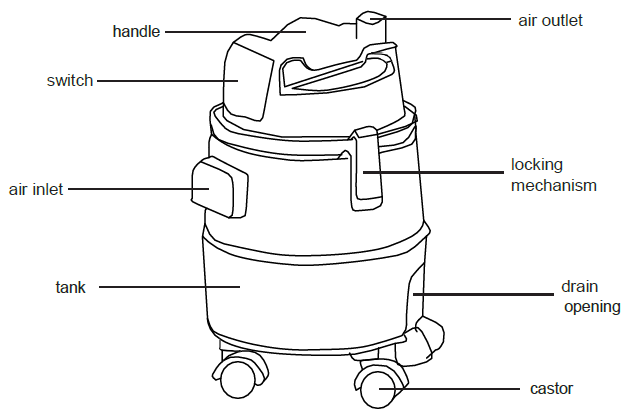 air outlet
handle
switch
locking
mechanism
air inlet
drain
opening
tank
castor